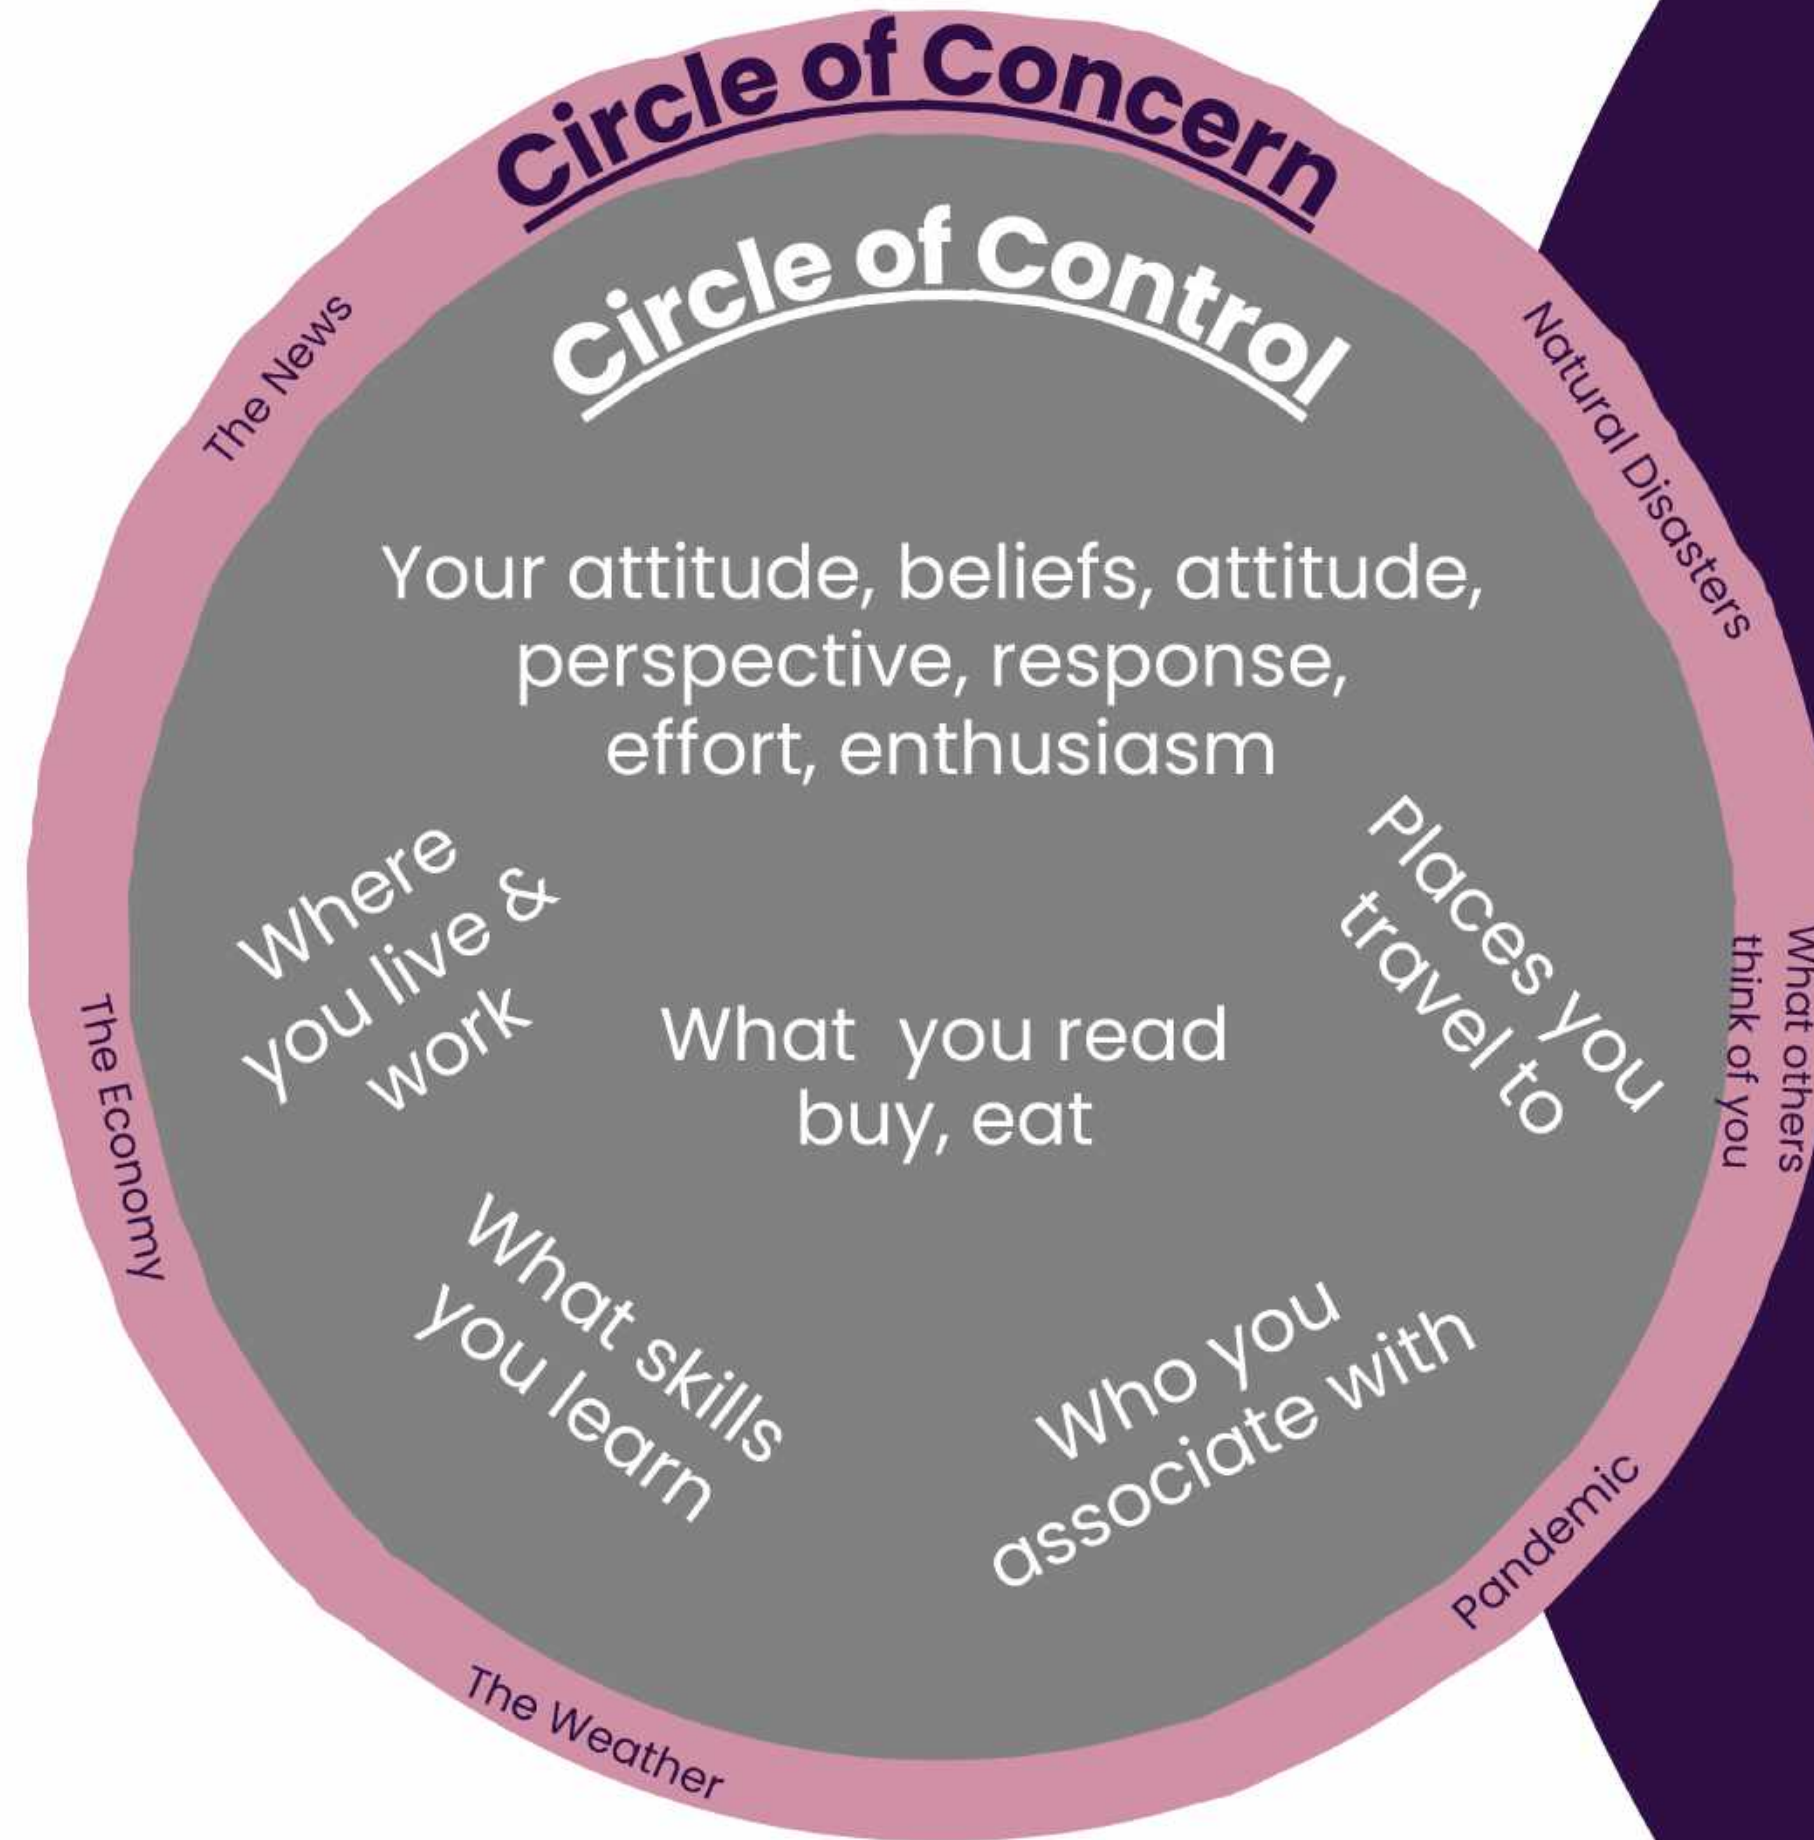 Circle of Concern
Circle of Control
The News
Natural Disasters
Your attitude, beliefs, attitude,
perspective, response,
effort, enthusiasm
Where
you live &
work
Places you
travel to
What others
think of you
What you read
buy, eat
The Economy
What skills
you learn
Who you
associate with
Pandemic
The Weather